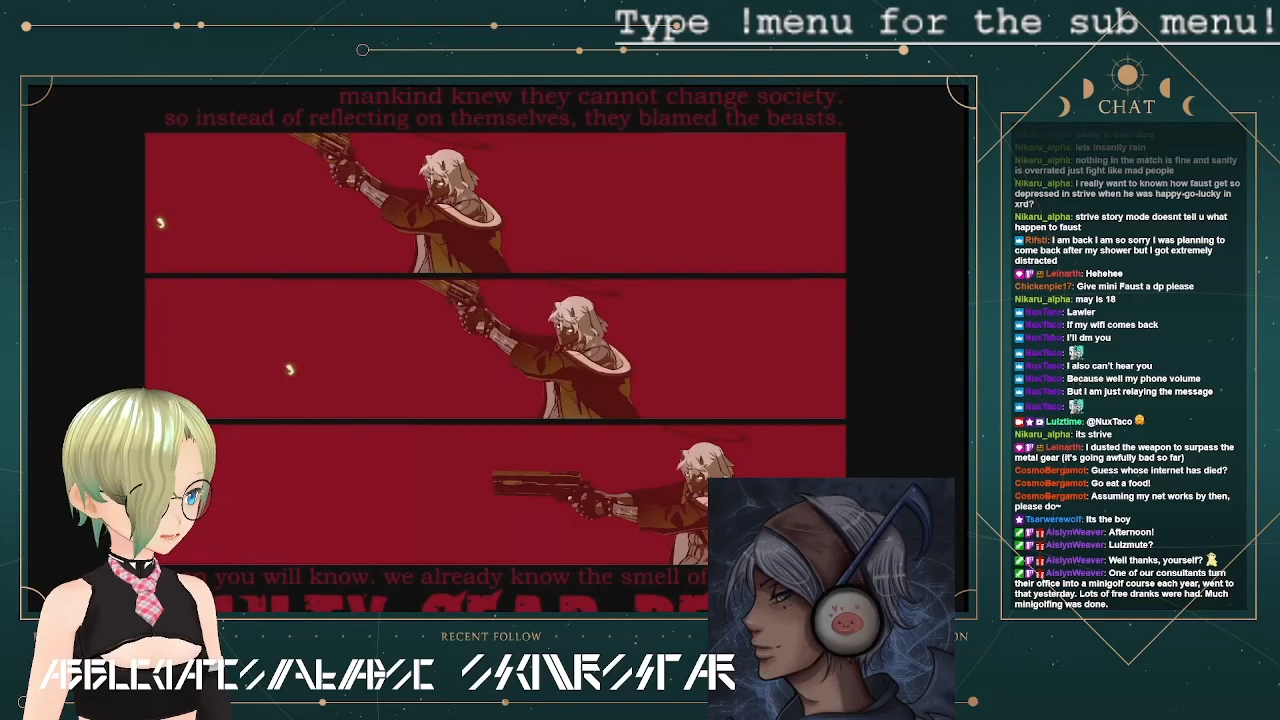 Type !menu for the sub menu!
CHAT
mankind knew they cannot change society.
so instead of reflecting on themselves, they blamed the beasts.
you will know. we already know the smell of
RECENT FOLLOW
Nikaru_alpha: lets insanity rain
Nikaru_alpha: nothing in the match is fine and sanity
is overrated just fight like mad people
Nikaru_alpha: I really want to known how faust get so
depressed in strive when he was happy-go-lucky in
xrd?
Nikaru_alpha: strive story mode doesnt tell u what
happen to faust
Rifsti: I am back I am so sorry I was planning to
come back after my shower but I got extremely
distracted
Leinarth: Hehehee
Chickenpie17: Give mini Faust a dp please
Nikaru_alpha: may is 18
NuxTaco: Lawler
NuxTaco: If my wifi comes back
NuxTaco: I'll dm you
NuxTaco:
NuxTaco: I also can't hear you
NuxTaco: Because well my phone volume
NuxTaco: But I am just relaying the message
NuxTaco:
Lulztime: @NuxTaco
Nikaru_alpha: its strive
Leinarth: I dusted the weapon to surpass the
metal gear (it's going awfully bad so far)
CosmoBergamot: Guess whose internet has died?
CosmoBergamot: Go eat a food!
CosmoBergamot: Assuming my net works by then,
please do~
Tsarwerewolf: Its the boy
AislynWeaver: Afternoon!
AislynWeaver: Lulzmute?
AislynWeaver: Well thanks, yourself?
AislynWeaver: One of our consultants turn
their office into a minigolf course each year, went to
that yesterday. Lots of free dranks were had. Much
minigolfing was done.